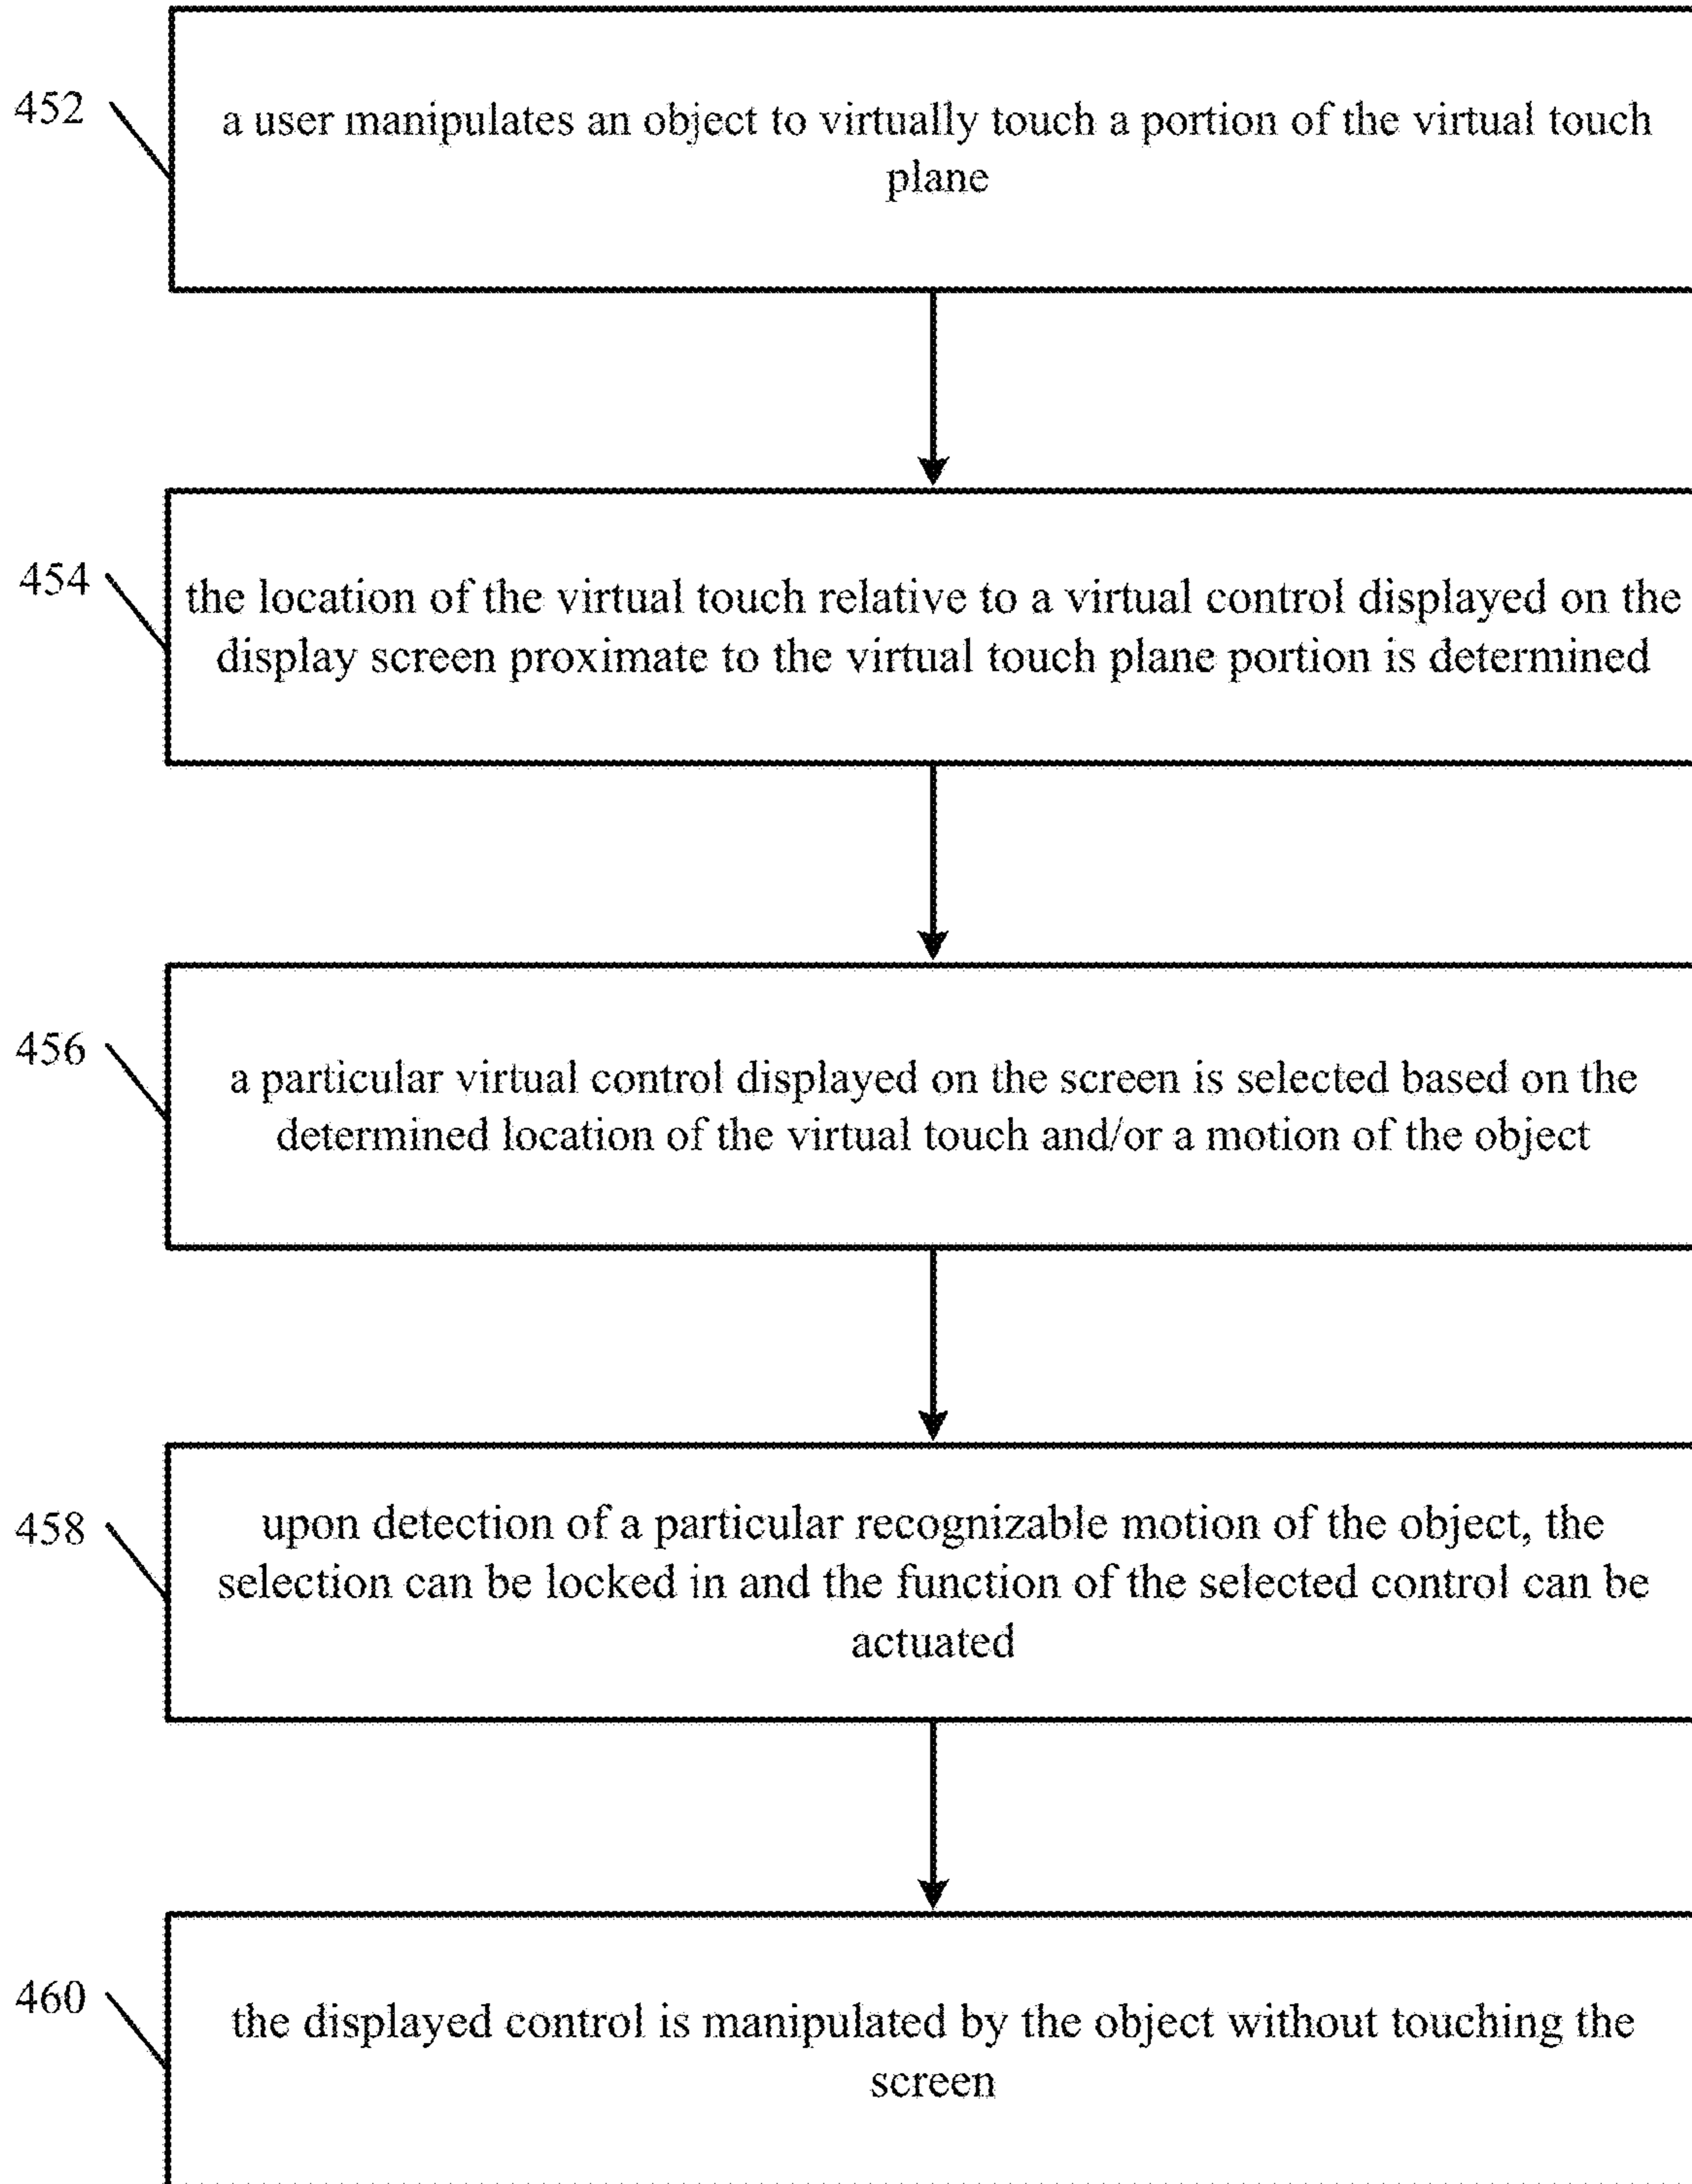 452
a user manipulates an object to virtually touch a portion of the virtual touch
plane
454
the location of the virtual touch relative to a virtual control displayed on the
display screen proximate to the virtual touch plane portion is determined
456
a particular virtual control displayed on the screen is selected based on the
determined location of the virtual touch and/or a motion of the object
458
upon detection of a particular recognizable motion of the object, the
selection can be locked in and the function of the selected control can be
actuated
460
the displayed control is manipulated by the object without touching the
screen